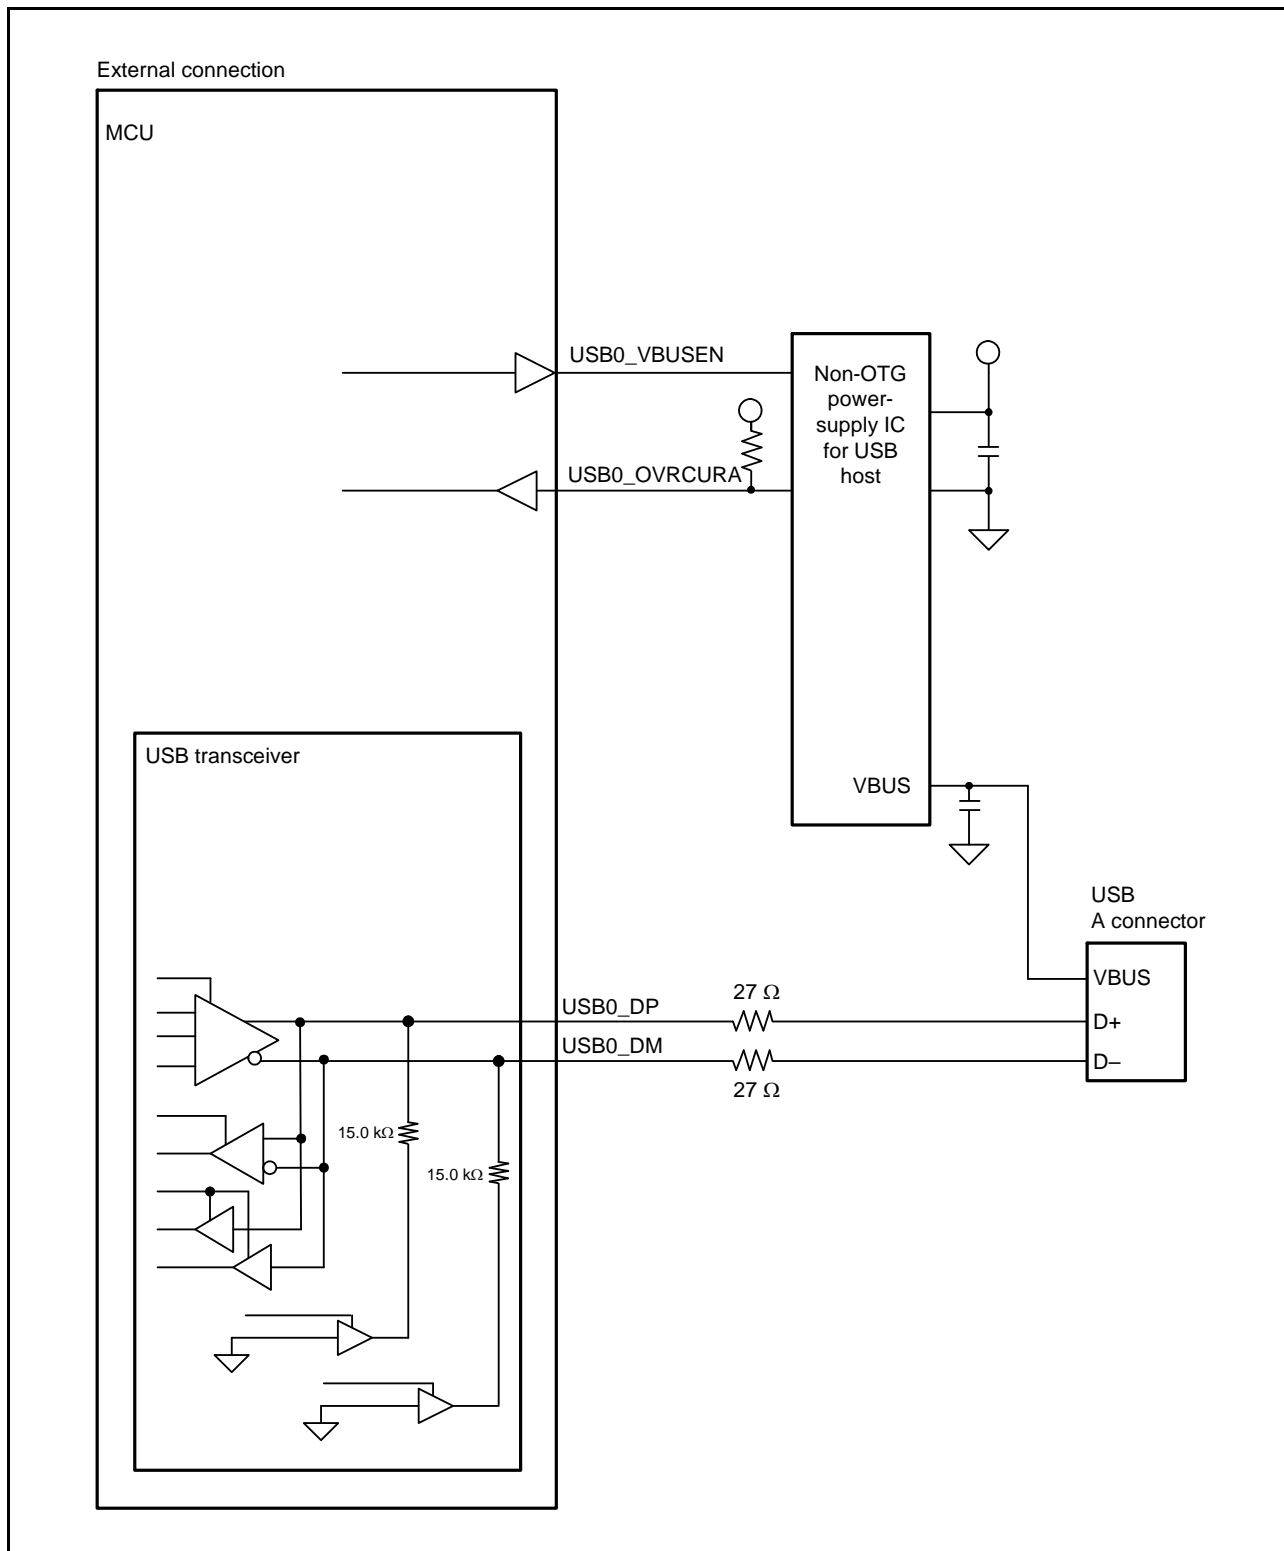 External connection
MCU
USB0_VBUSEN
Non-OTG
power-
supply IC
for USB
host
USB0_OVRCURA
USB transceiver
VBUS
USB
A connector
VBUS
27 Ω
USB0_DP
D+
USB0_DM
D–
27 Ω
15.0 kΩ
15.0 kΩ